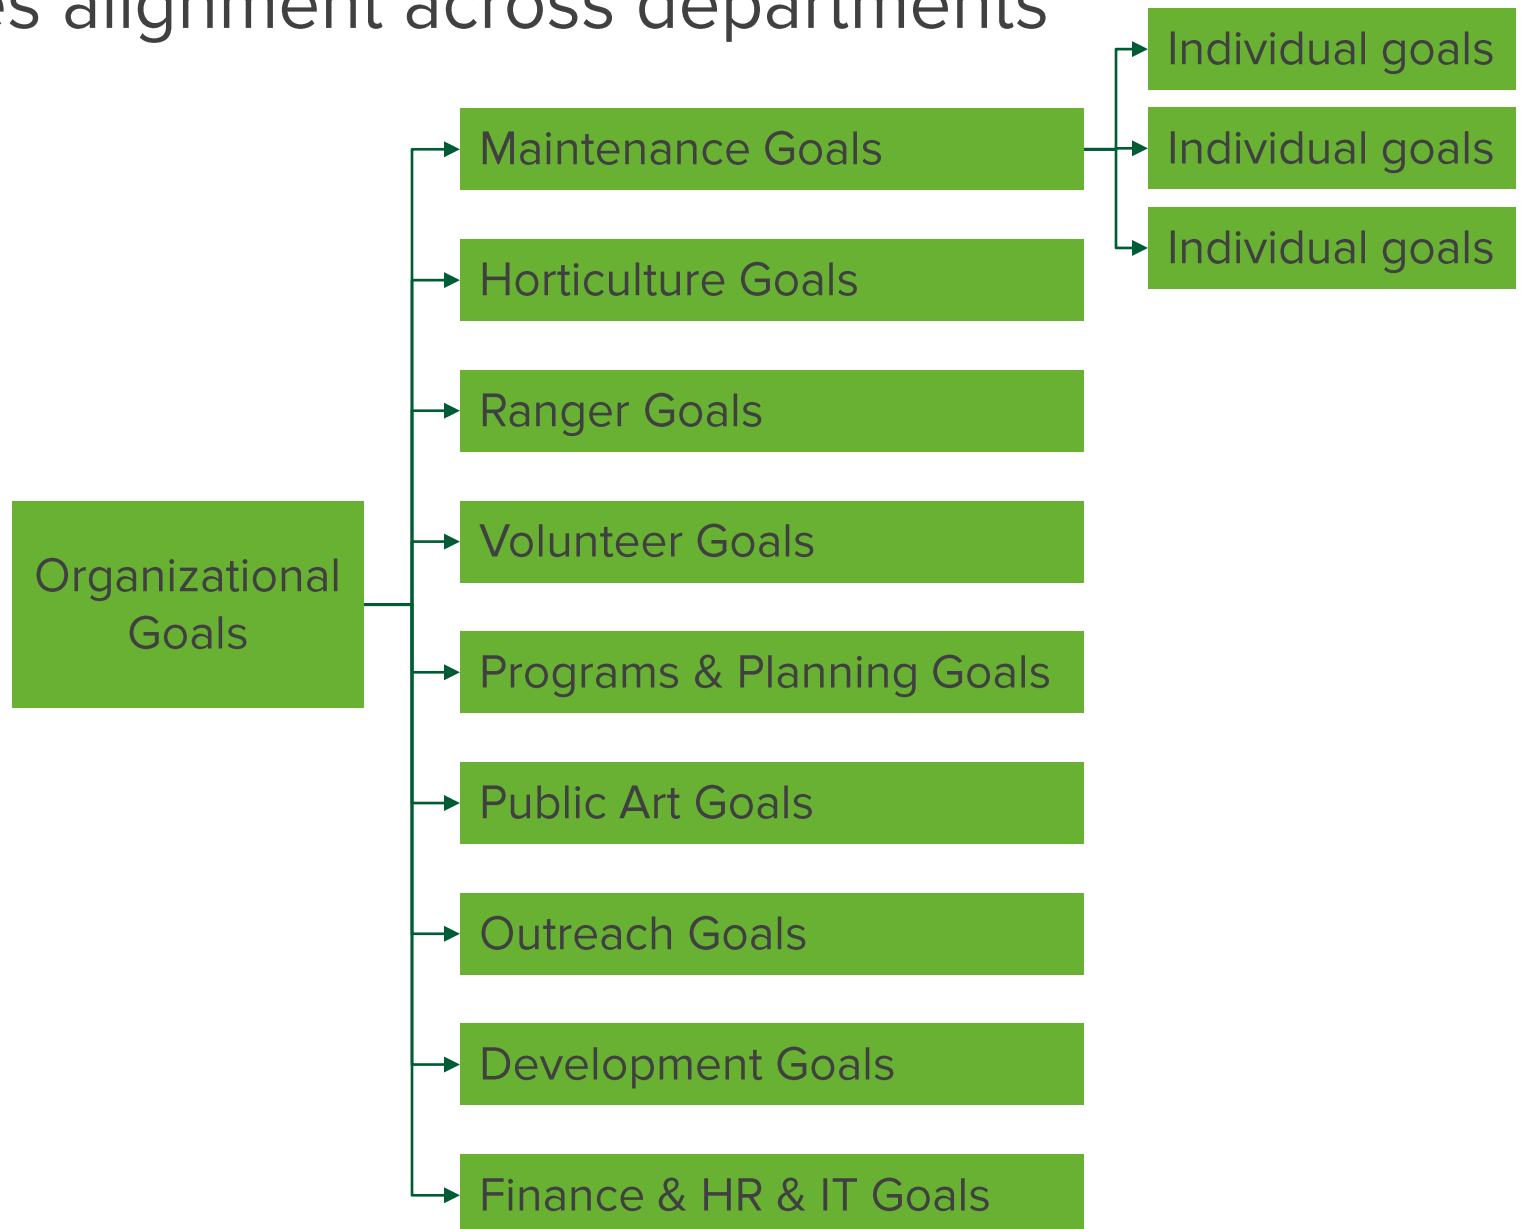 alignment across departments
Individual goals
Maintenance Goals
Individual goals
Individual goals
Horticulture Goals
Ranger Goals
Volunteer Goals
Organizational
Goals
Programs & Planning Goals
Public Art Goals
Outreach Goals
Development Goals
Finance & HR & IT Goals